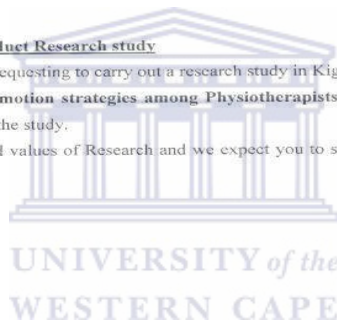 duct Research study
equesting to carry out a research study in Kig
motion strategies among Physiotherapists
the study.
l values of Research and we expect you to s
UNIVERSITY of the
WESTERN CAPE